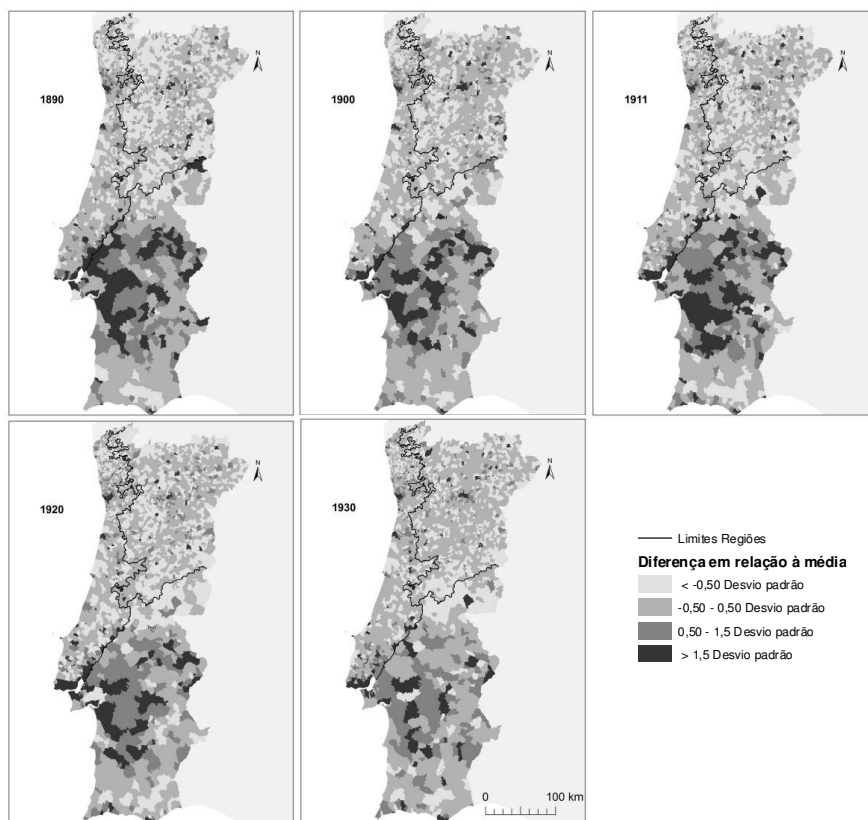 N
1890
N
1900
N
1911
N
1920
N
1930
0 100 km
Limites Regiões
Diferença em relação à média
< -0,50 Desvio padrão
-0,50 - 0,50 Desvio padrão
0,50 - 1,5 Desvio padrão
> 1,5 Desvio padrão